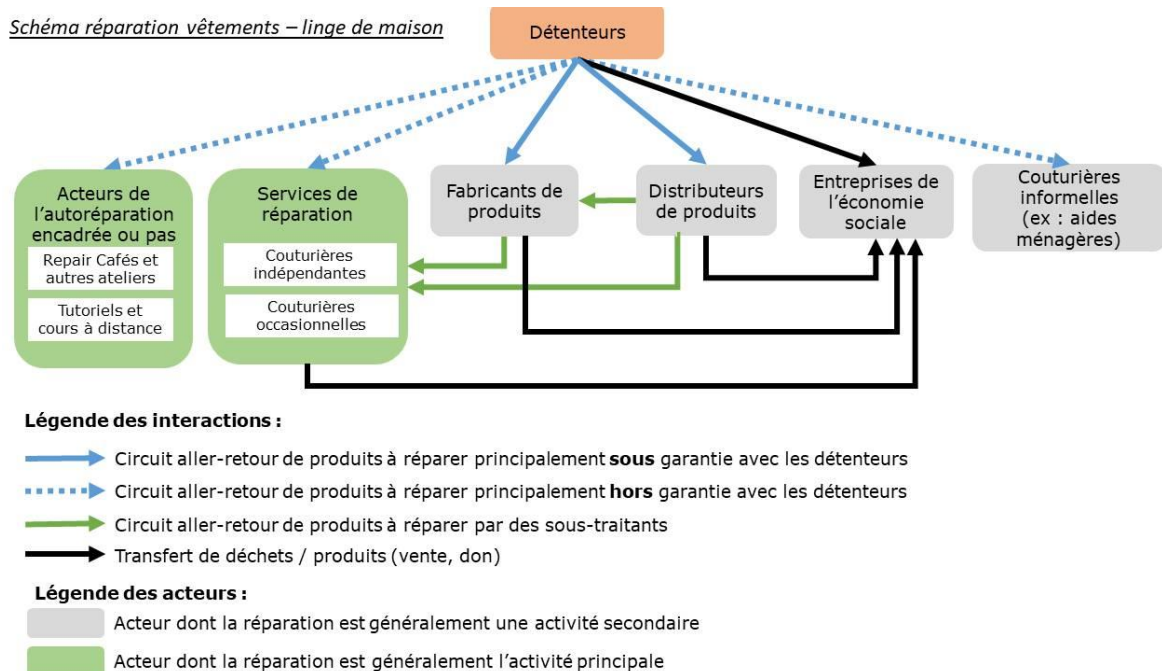 Schéma réparation vêtements – linge de maison
Détenteurs
Acteurs de
l'autoréparation
encadrée ou pas
Repair Cafés et
autres ateliers
Tutoriels et
cours à distance
Services de
réparation
Couturières
indépendantes
Couturières
occasionnelles
Fabricants de
produits
Distributeurs
de produits
Entreprises de
l'économie
sociale
Couturières
informelles
(ex : aides
ménagères)
Légende des interactions :
Circuit aller-retour de produits à réparer principalement sous garantie avec les détenteurs
Circuit aller-retour de produits à réparer principalement hors garantie avec les détenteurs
Circuit aller-retour de produits à réparer par des sous-traitants
Transfert de déchets / produits (vente, don)
Légende des acteurs :
Acteur dont la réparation est généralement une activité secondaire
Acteur dont la réparation est généralement l'activité principale